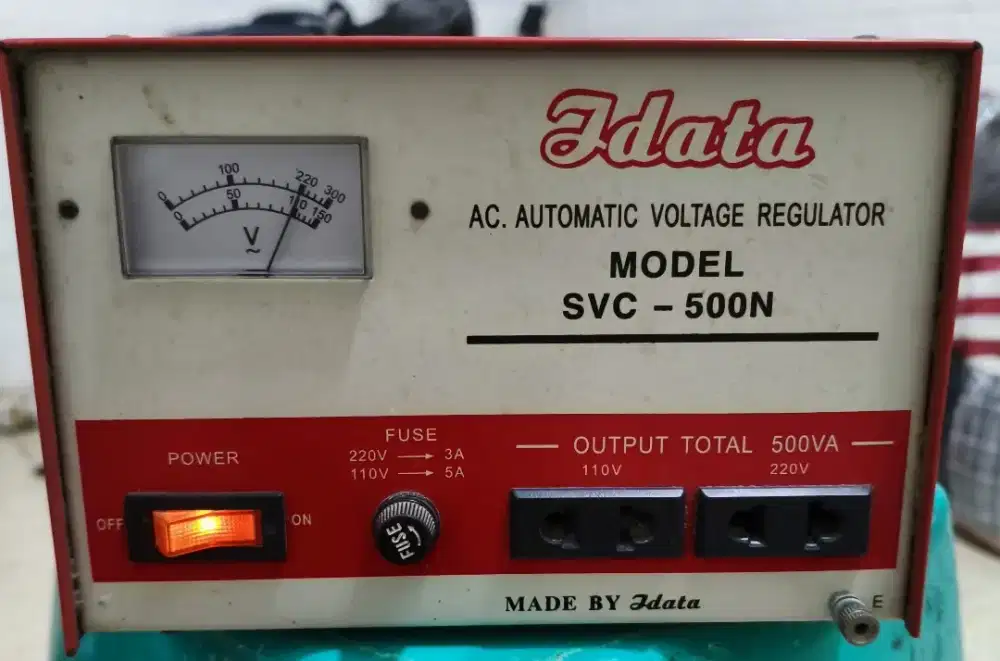 Idata
AC. AUTOMATIC VOLTAGE REGULATOR
MODEL
SVC – 500N
0 100 220 300
0 50 110 150
V
~
POWER
OFF
ON
FUSE
220V → 3A
110V → 5A
FUSE
OUTPUT TOTAL 500VA
110V
220V
MADE BY Idata
E